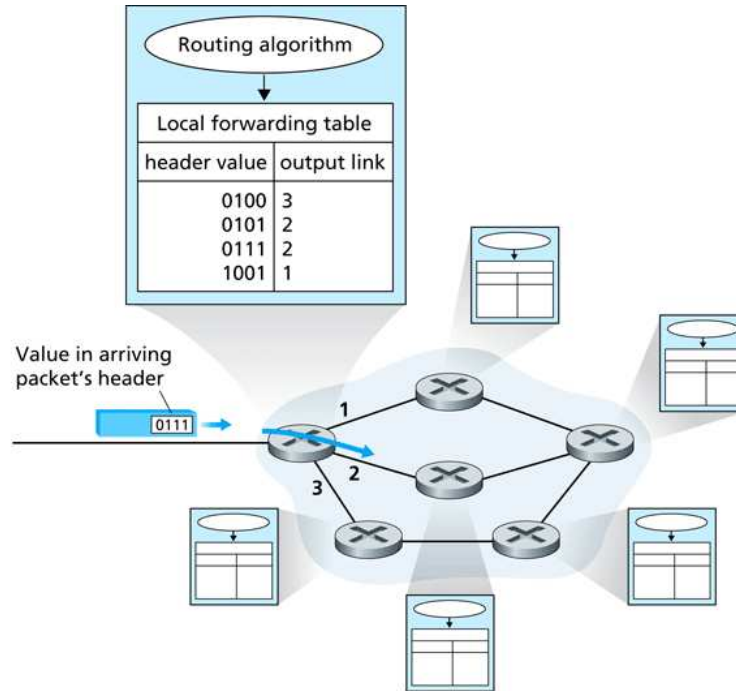 Routing algorithm
Local forwarding table
header value output link
0100 3
0101 2
0111 2
1001 1
Value in arriving
packet's header
0111
1
2
3